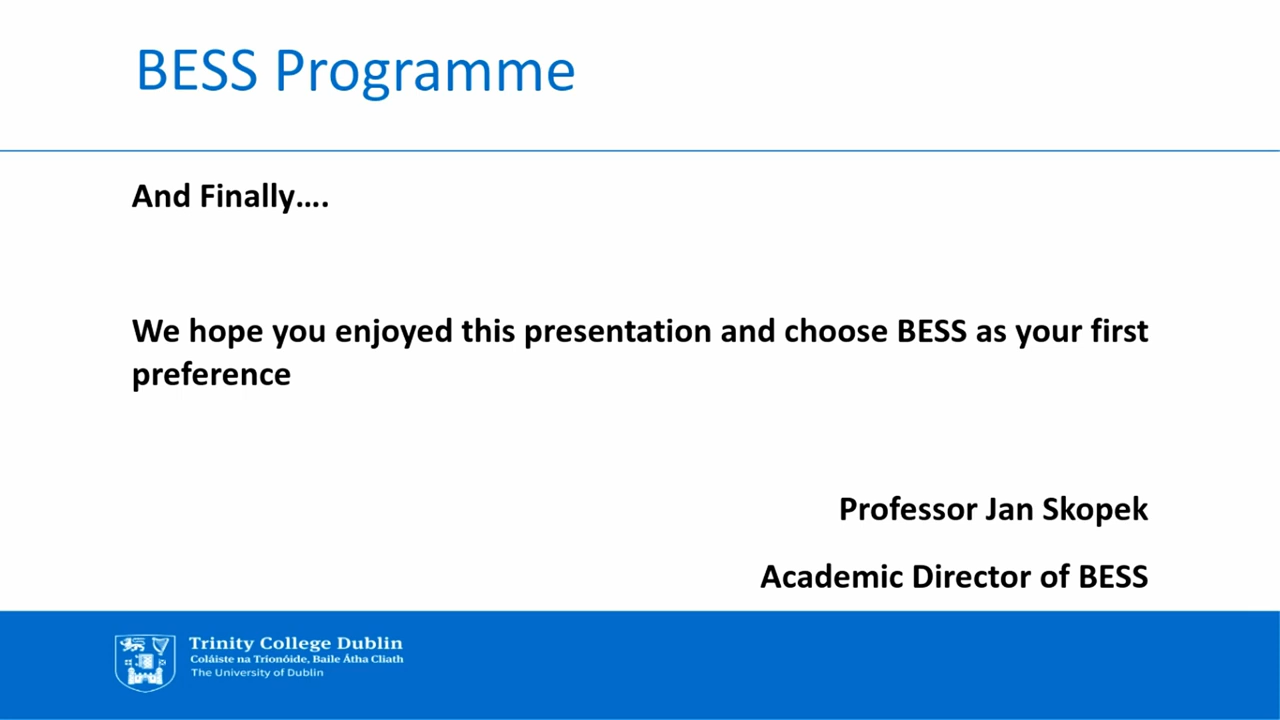 BESS Programme
And Finally....
We hope you enjoyed this presentation and choose BESS as your first
preference
Professor Jan Skopek
Academic Director of BESS
Trinity College Dublin
Coláiste na Tríonóide, Baile Átha Cliath
The University of Dublin